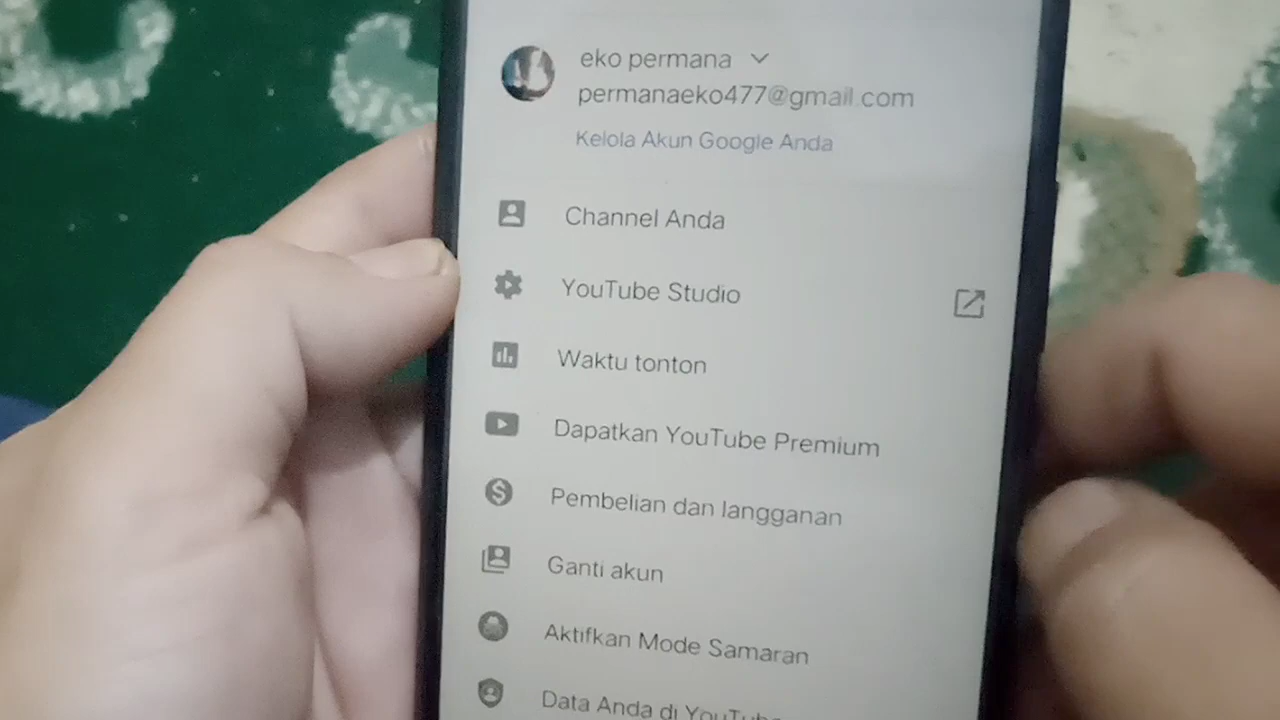 eko permana
permanaeko477@gmail.com
Kelola Akun Google Anda
Channel Anda
YouTube Studio
Waktu tonton
Dapatkan YouTube Premium
Pembelian dan langganan
Ganti akun
Aktifkan Mode Samaran
Data Anda di YouTube